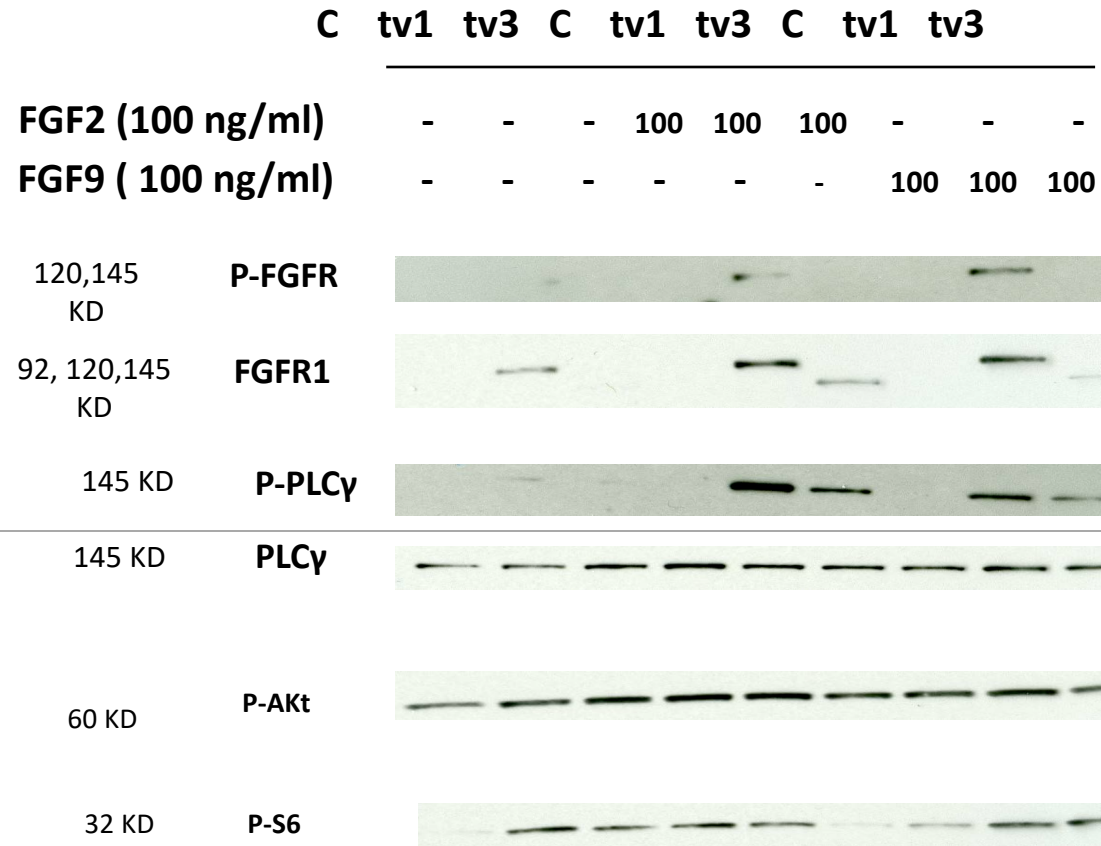 C tv1 tv3 C tv1 tv3 C tv1 tv3
FGF2 (100 ng/ml) - - - 100 100 100 - - -
FGF9 ( 100 ng/ml) - - - - - - 100 100 100
120,145 P-FGFR
KD
92, 120,145 FGFR1
KD
145 KD P-PLCγ
145 KD PLCγ
P-AKt
60 KD
32 KD P-S6